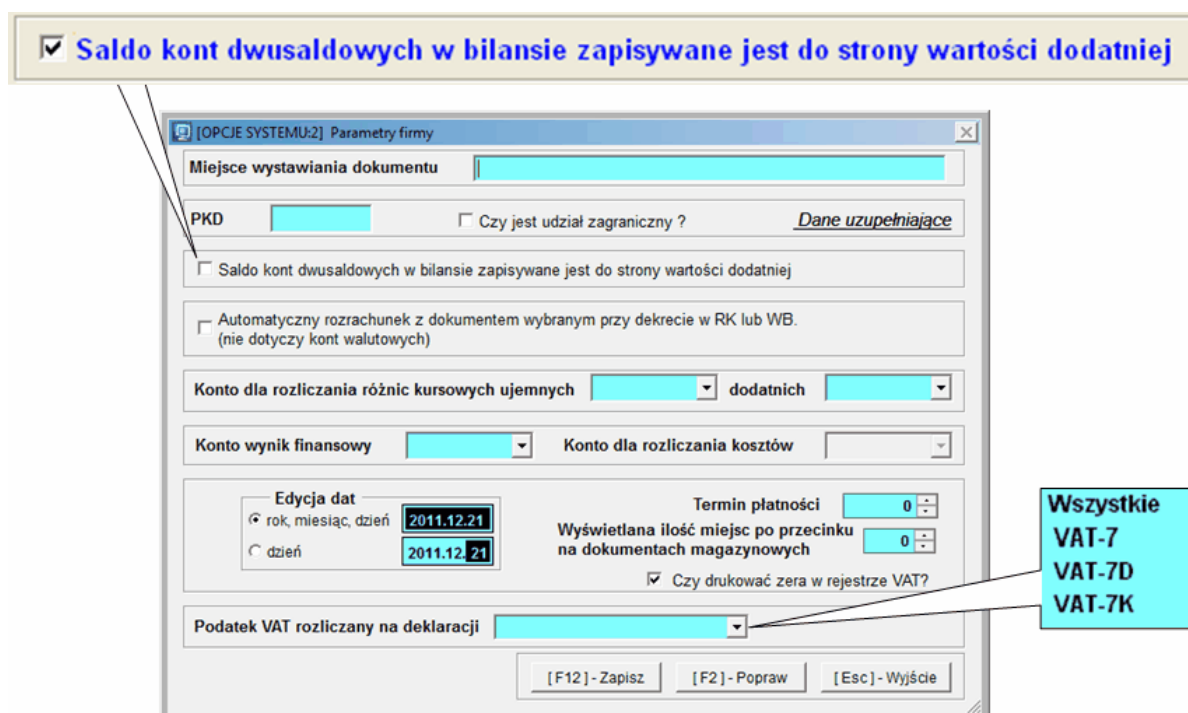 Saldo kont dwusaldowych w bilansie zapisywane jest do strony wartości dodatniej
[OPCJE SYSTEMU:2] Parametry firmy
Miejsce wystawiania dokumentu
PKD Czy jest udział zagraniczny ? Dane uzupełniające
Saldo kont dwusaldowych w bilansie zapisywane jest do strony wartości dodatniej
Automatyczny rozrachunek z dokumentem wybranym przy dekrecie w RK lub WB.
(nie dotyczy kont walutowych)
Konto dla rozliczania różnic kursowych ujemnych dodatnich
Konto wynik finansowy Konto dla rozliczania kosztów
Edycja dat
rok, miesiąc, dzień 2011.12.21
dzień 2011.12.21
Termin płatności 0
Wyświetlana ilość miejsc po przecinku
na dokumentach magazynowych 0
Czy drukować zera w rejestrze VAT?
Podatek VAT rozliczany na deklaracji
Wszystkie
VAT-7
VAT-7D
VAT-7K
[F12]-Zapisz [F2]-Popraw [Esc]-Wyjście